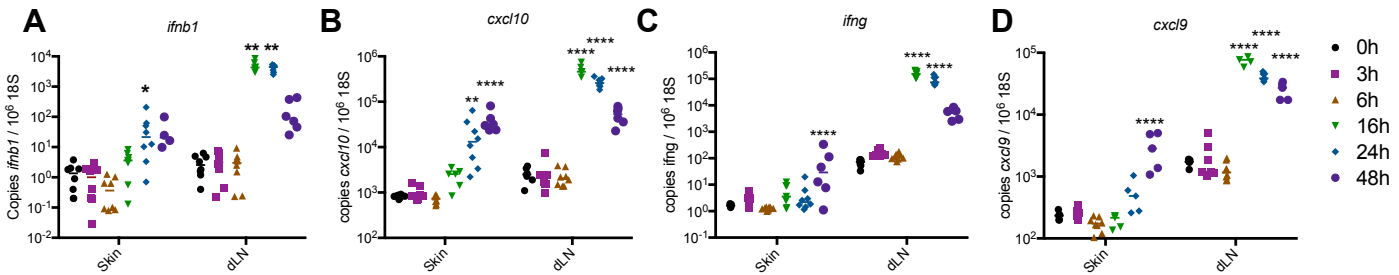 A
ifnb1
Copies ifnb1 / 10^6 18S
10^4
10^3
10^2
10^1
10^0
10^-1
10^-2
*
** **
Skin
dLN
B
cxcl10
copies cxcl10 / 10^6 18S
10^6
10^5
10^4
10^3
10^2
**
****
****
****
****
Skin
dLN
C
ifng
copies ifng / 10^6 18S
10^6
10^5
10^4
10^3
10^2
10^1
10^0
10^-1
****
****
****
Skin
dLN
D
cxcl9
copies cxcl9 / 10^6 18S
10^5
10^4
10^3
10^2
****
****
****
****
Skin
dLN
0h
3h
6h
16h
24h
48h